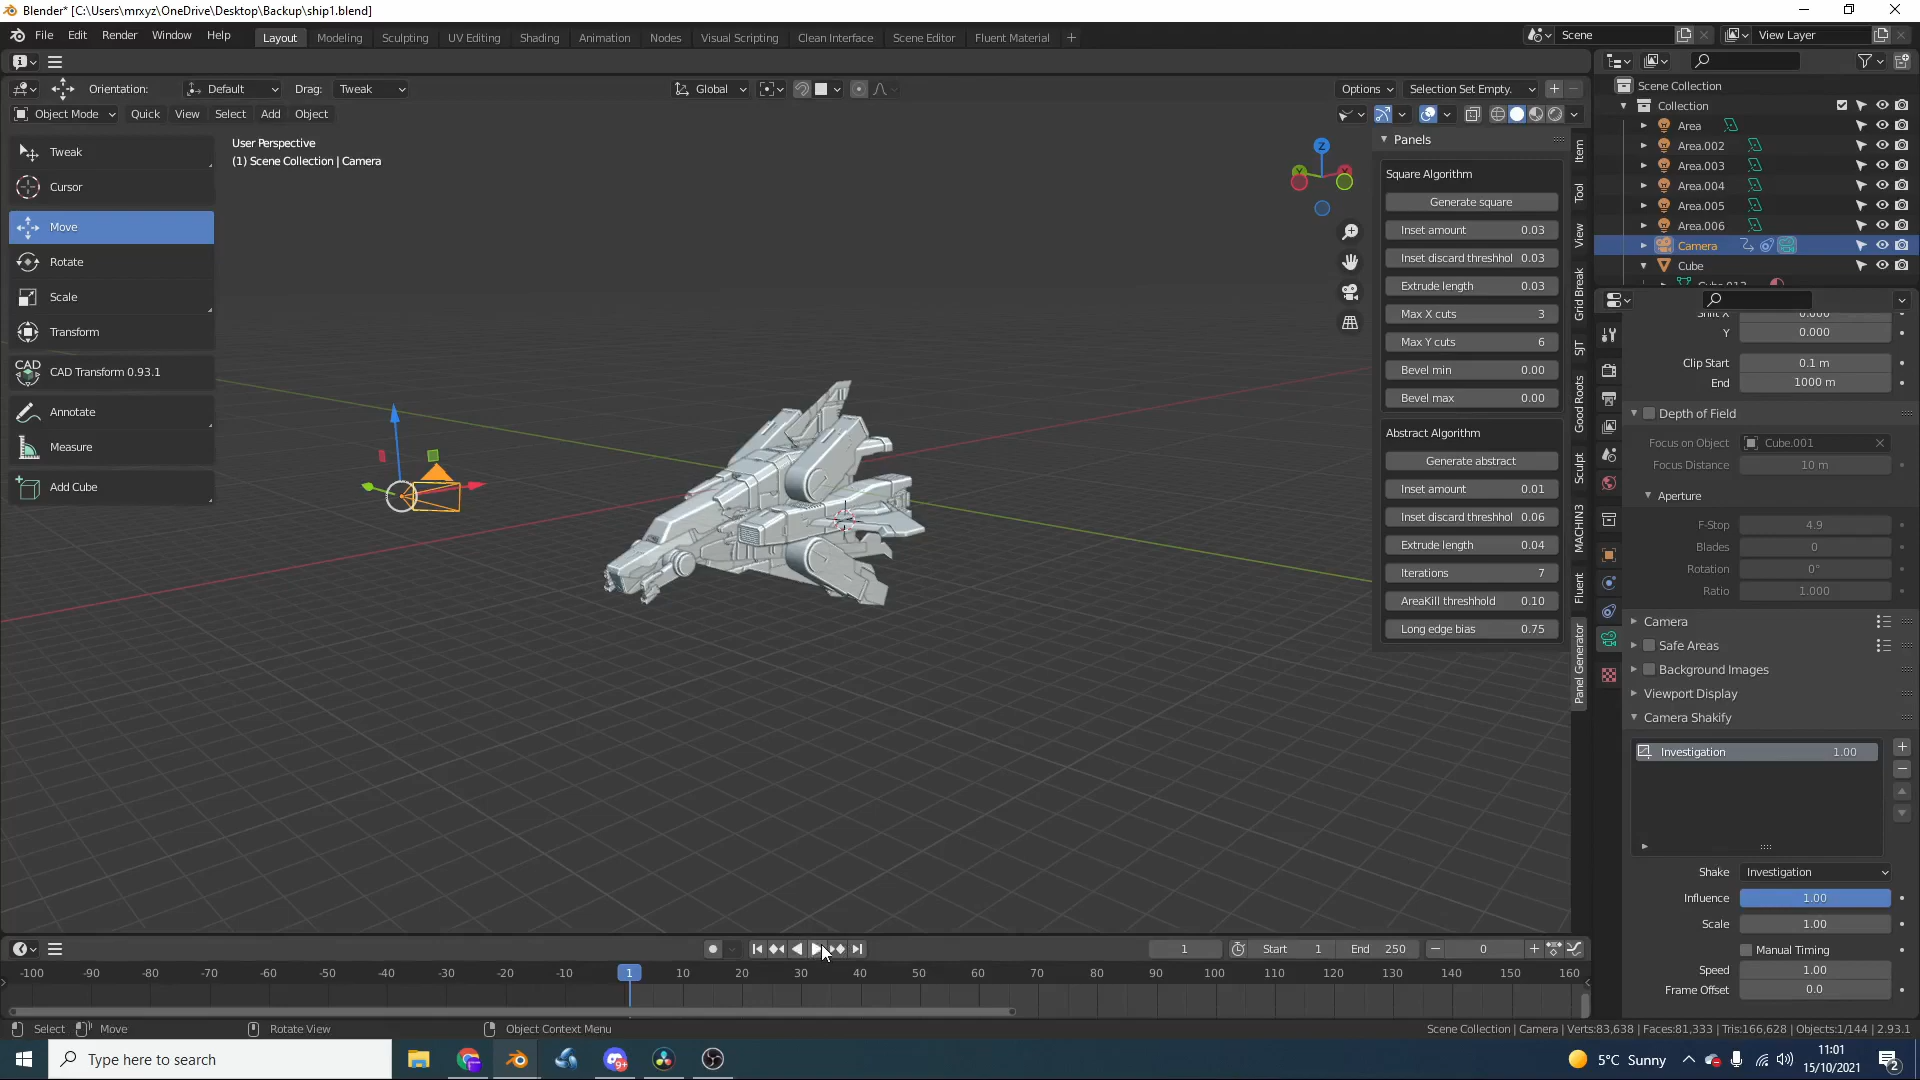 Blender* [C:\Users\mrxyz\OneDrive\Desktop\Backup\ship1.blend]
File Edit Render Window Help Layout Modeling Sculpting UV Editing Shading Animation Nodes Visual Scripting Clean Interface Scene Editor Fluent Material + Scene View Layer
Orientation: Default Drag: Tweak Global Options Selection Set Empty.
Object Mode Quick View Select Add Object
Tweak
Cursor
Move
Rotate
Scale
Transform
CAD Transform 0.93.1
Annotate
Measure
Add Cube
User Perspective
(1) Scene Collection | Camera
Z
Panels
Square Algorithm
Generate square
Inset amount 0.03
Inset discard threshhol 0.03
Extrude length 0.03
Max X cuts 3
Max Y cuts 6
Bevel min 0.00
Bevel max 0.00
Abstract Algorithm
Generate abstract
Inset amount 0.01
Inset discard threshhol 0.06
Extrude length 0.04
Iterations 7
AreaKill threshhold 0.10
Long edge bias 0.75
Item
Tool
View
Grid Break
SJT
Good Roots
Sculpt
MACHIN3
Fluent
Panel Generator
Scene Collection
Collection
Area
Area.002
Area.003
Area.004
Area.005
Area.006
Camera
Cube
Cube.013
Shift X 0.000
Y 0.000
Clip Start 0.1 m
End 1000 m
Depth of Field
Focus on Object Cube.001
Focus Distance 10 m
Aperture
F-Stop 4.9
Blades 0
Rotation 0°
Ratio 1.000
Camera
Safe Areas
Background Images
Viewport Display
Camera Shakify
Investigation 1.00
Shake Investigation
Influence 1.00
Scale 1.00
Manual Timing
Speed 1.00
Frame Offset 0.0
1 Start 1 End 250 0
-100 -90 -80 -70 -60 -50 -40 -30 -20 -10 1 10 20 30 40 50 60 70 80 90 100 110 120 130 140 150 160
Select Move Rotate View Object Context Menu Scene Collection | Camera | Verts:83,638 | Faces:81,333 | Tris:166,628 | Objects:1/144 | 2.93.1
Type here to search 9+ 5°C Sunny 11:01
15/10/2021 2